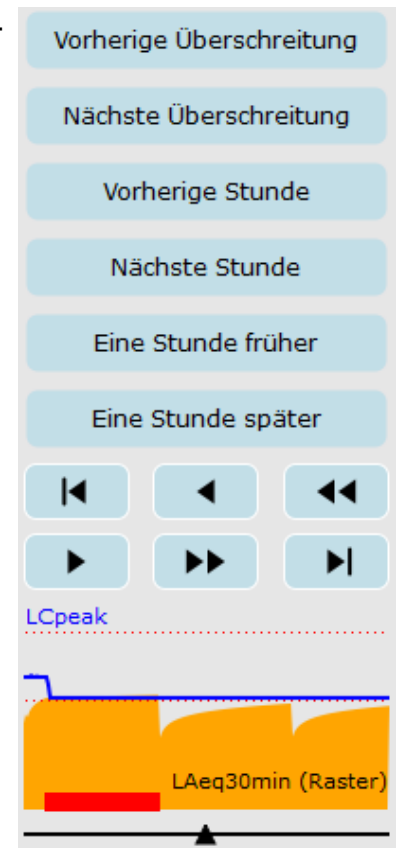 Vorherige Überschreitung
Nächste Überschreitung
Vorherige Stunde
Nächste Stunde
Eine Stunde früher
Eine Stunde später
LCpeak
LAeq30min (Raster)